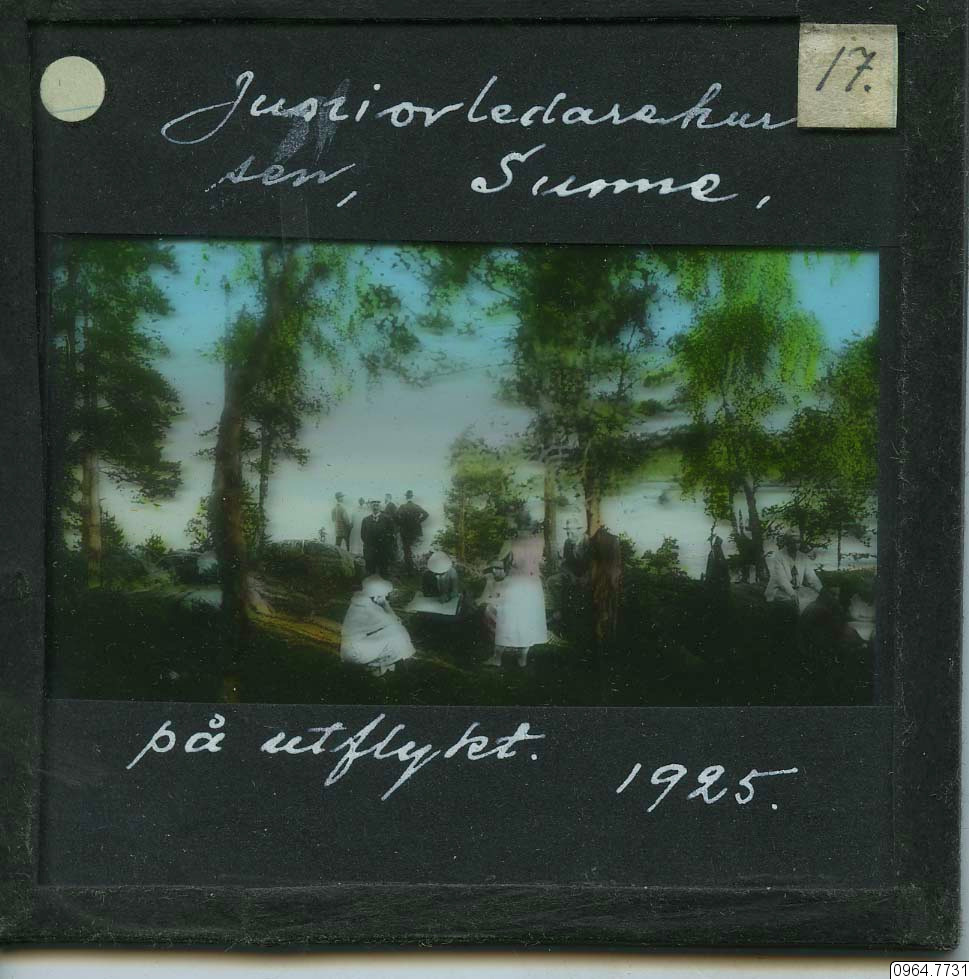 17.
Juniorledarekur
sen, Sunne,
på utflykt.
1925.
0964.7731